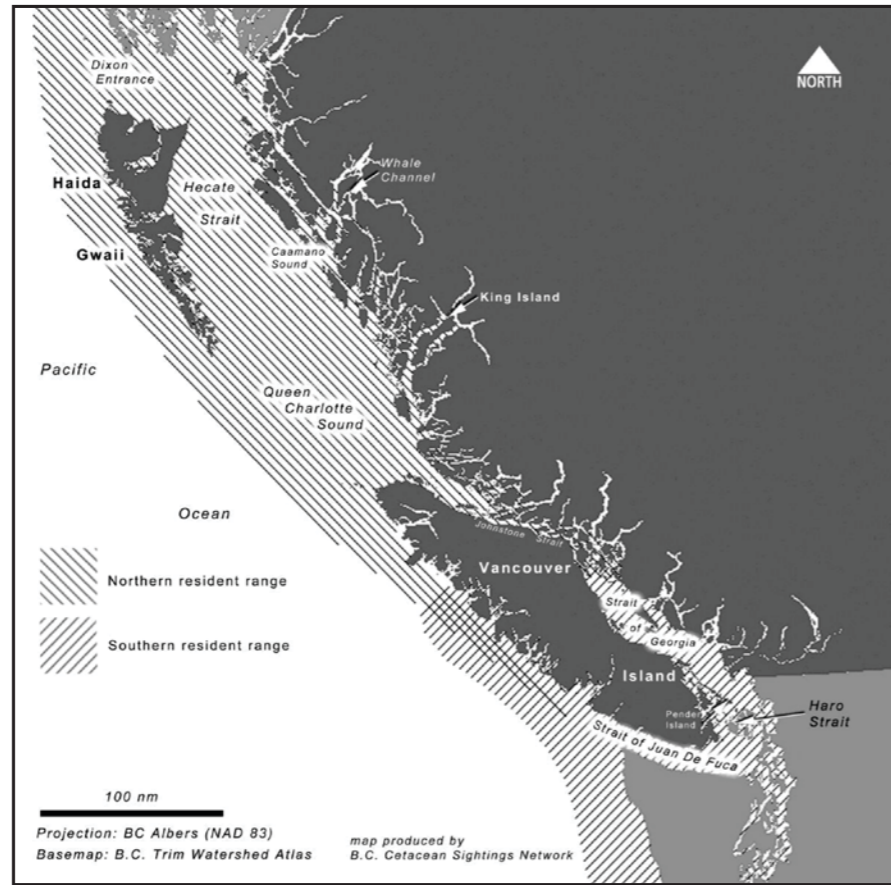 Dixon
Entrance
NORTH
Whale
Channel
Haida
Hecate
Strait
Gwaii
Caamano
Sound
King Island
Pacific
Queen
Charlotte
Sound
Ocean
Johnstone Strait
Vancouver
Northern resident range
Strait
of
Georgia
Southern resident range
Island
Pender
Island
Haro
Strait
Strait of Juan De Fuca
100 nm
Projection: BC Albers (NAD 83)
Basemap: B.C. Trim Watershed Atlas
map produced by
B.C. Cetacean Sightings Network